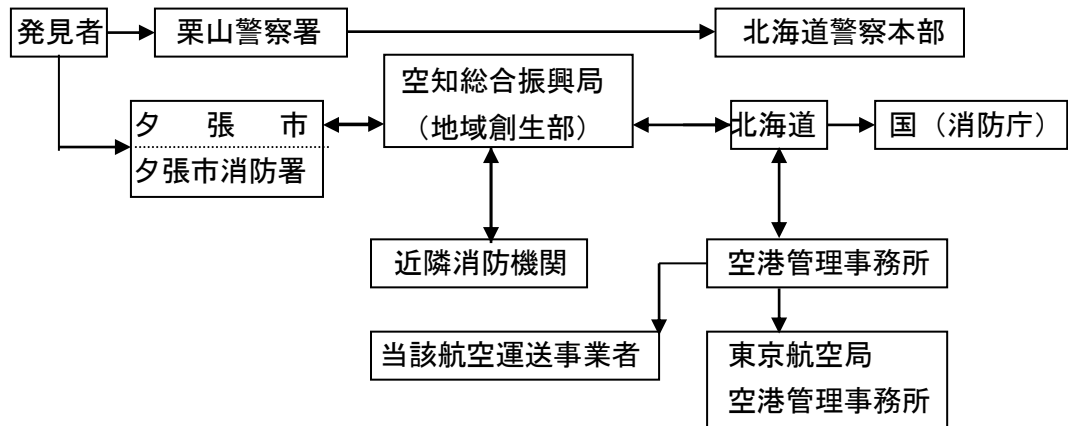 発見者
栗山警察署
北海道警察本部
空知総合振興局
（地域創生部）
夕　張　市
夕張市消防署
北海道
国（消防庁）
近隣消防機関
空港管理事務所
当該航空運送事業者
東京航空局
空港管理事務所